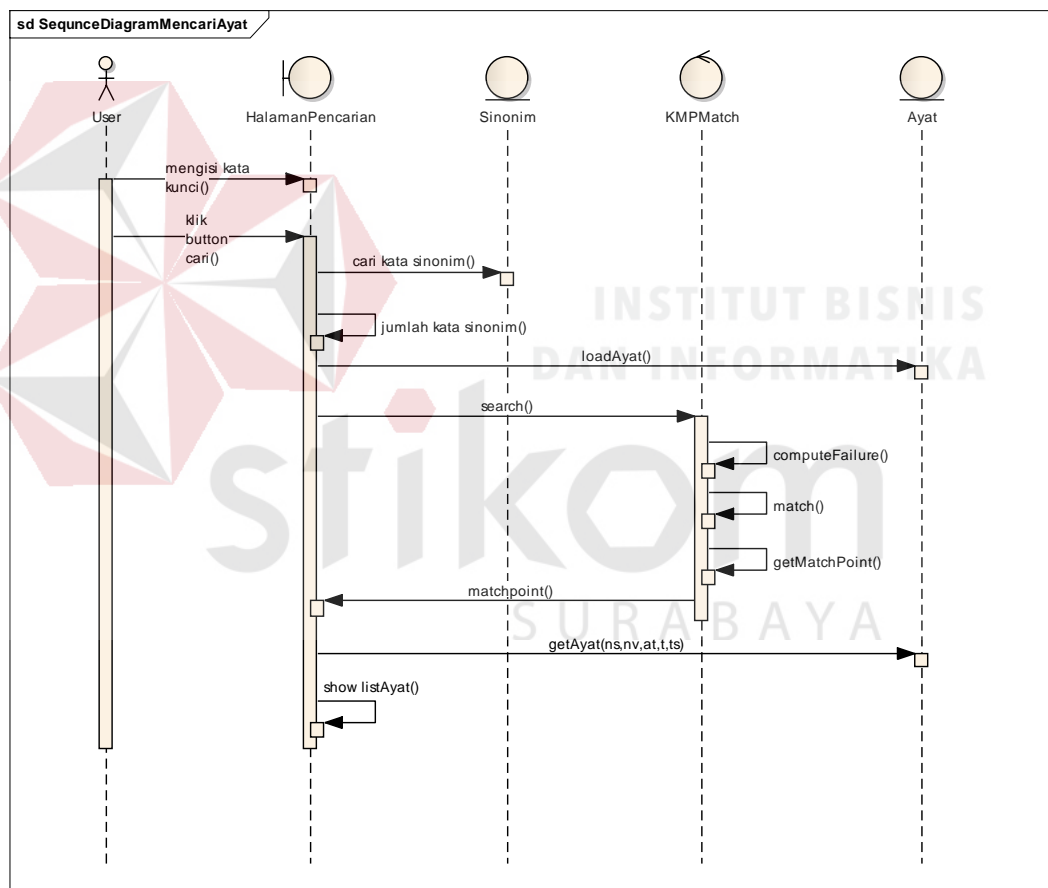 sd SequnceDiagramMencariAyat
User
HalamanPencarian
Sinonim
KMPMatch
Ayat
mengisi kata
kunci()
klik
button
cari()
cari kata sinonim()
jumlah kata sinonim()
loadAyat()
search()
computeFailure()
match()
getMatchPoint()
matchpoint()
getAyat(ns,nv,at,t,ts)
show listAyat()
INSTITUT BISNIS
DAN INFORMATIKA
stikom
SURABAYA